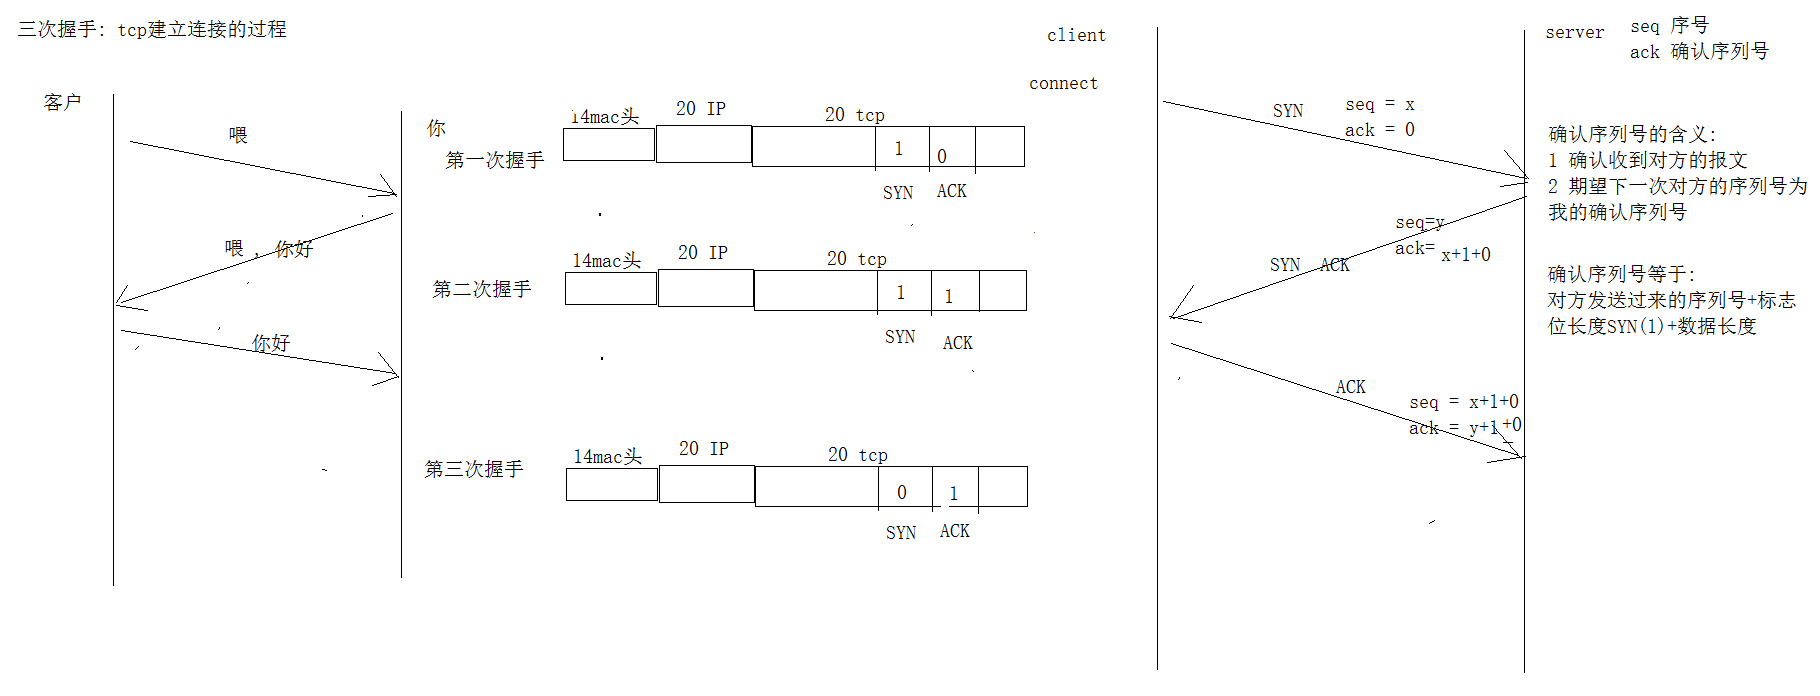 三次握手: tcp建立连接的过程
客户
你
喂
喂 ，你好
你好
第一次握手
14mac头
20 IP
20 tcp
1
0
SYN
ACK
第二次握手
14mac头
20 IP
20 tcp
1
1
SYN
ACK
第三次握手
14mac头
20 IP
20 tcp
0
1
SYN
ACK
client
connect
server
seq 序号
ack 确认序列号
SYN
seq = x
ack = 0
SYN ACK
seq=y
ack= x+1+0
ACK
seq = x+1+0
ack = y+1+0
确认序列号的含义:
1 确认收到对方的报文
2 期望下一次对方的序列号为
我的确认序列号
确认序列号等于:
对方发送过来的序列号+标志
位长度SYN(1)+数据长度